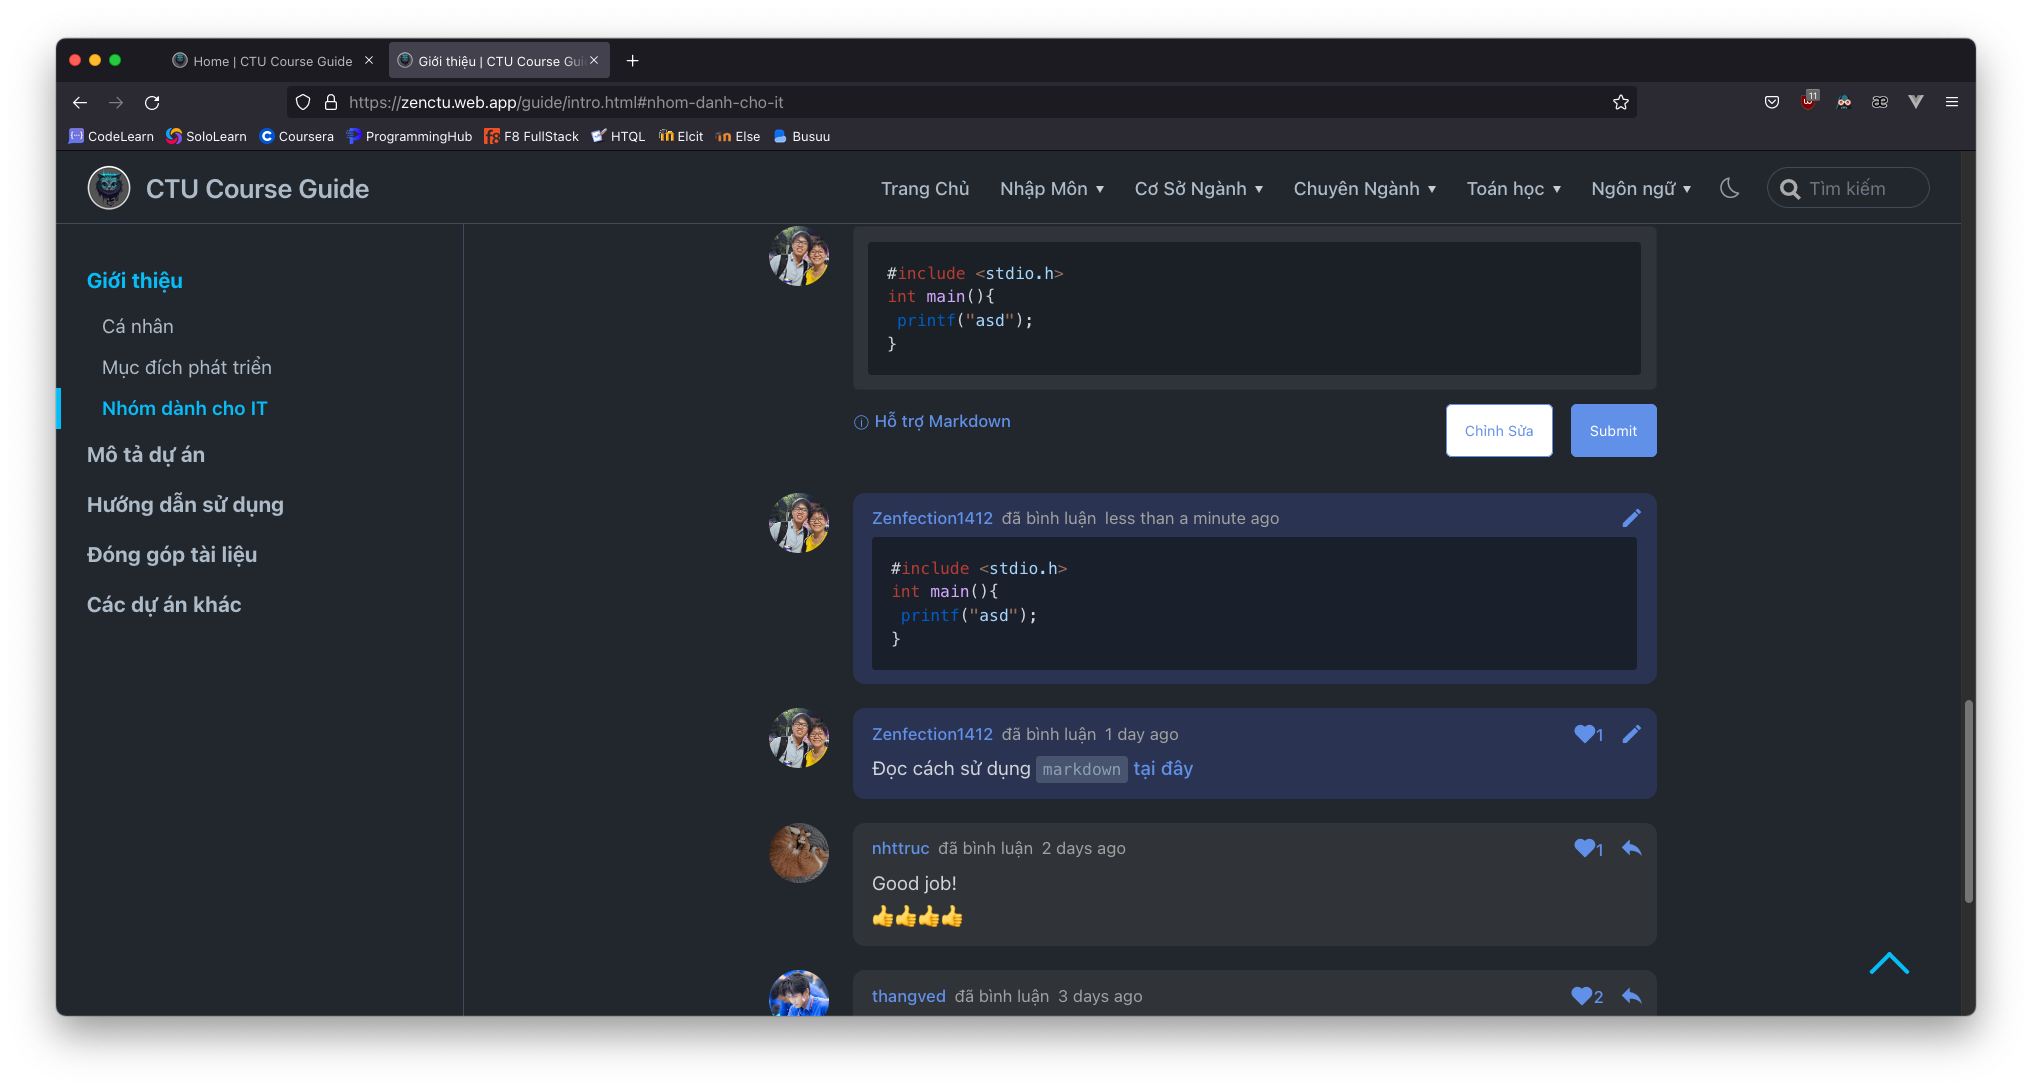 Home | CTU Course Guide
Giới thiệu | CTU Course Gui
https://zenctu.web.app/guide/intro.html#nhom-danh-cho-it
11
CodeLearn SoloLearn Coursera ProgrammingHub F8 FullStack HTQL Elcit Else Busuu
CTU Course Guide
Trang Chủ Nhập Môn Cơ Sở Ngành Chuyên Ngành Toán học Ngôn ngữ Tìm kiếm
Giới thiệu
Cá nhân
Mục đích phát triển
Nhóm dành cho IT
Mô tả dự án
Hướng dẫn sử dụng
Đóng góp tài liệu
Các dự án khác
#include <stdio.h>
int main(){
printf("asd");
}
Hỗ trợ Markdown
Chỉnh Sửa
Submit
Zenfection1412 đã bình luận less than a minute ago
#include <stdio.h>
int main(){
printf("asd");
}
Zenfection1412 đã bình luận 1 day ago
1
Đọc cách sử dụng markdown tại đây
nhttruc đã bình luận 2 days ago
1
Good job!
👍👍👍👍
thangved đã bình luận 3 days ago
2